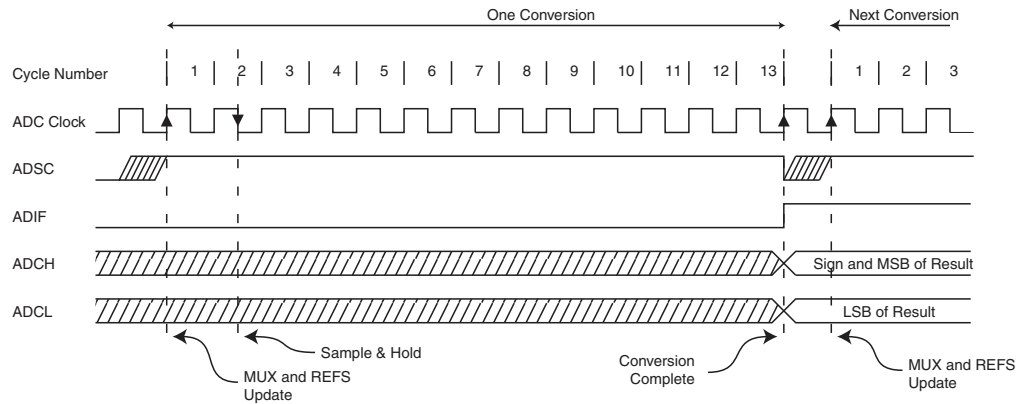 One Conversion
Next Conversion
Cycle Number
1 2 3 4 5 6 7 8 9 10 11 12 13 1 2 3
ADC Clock
ADSC
ADIF
ADCH
Sign and MSB of Result
ADCL
LSB of Result
Sample & Hold
MUX and REFS
Update
Conversion
Complete
MUX and REFS
Update